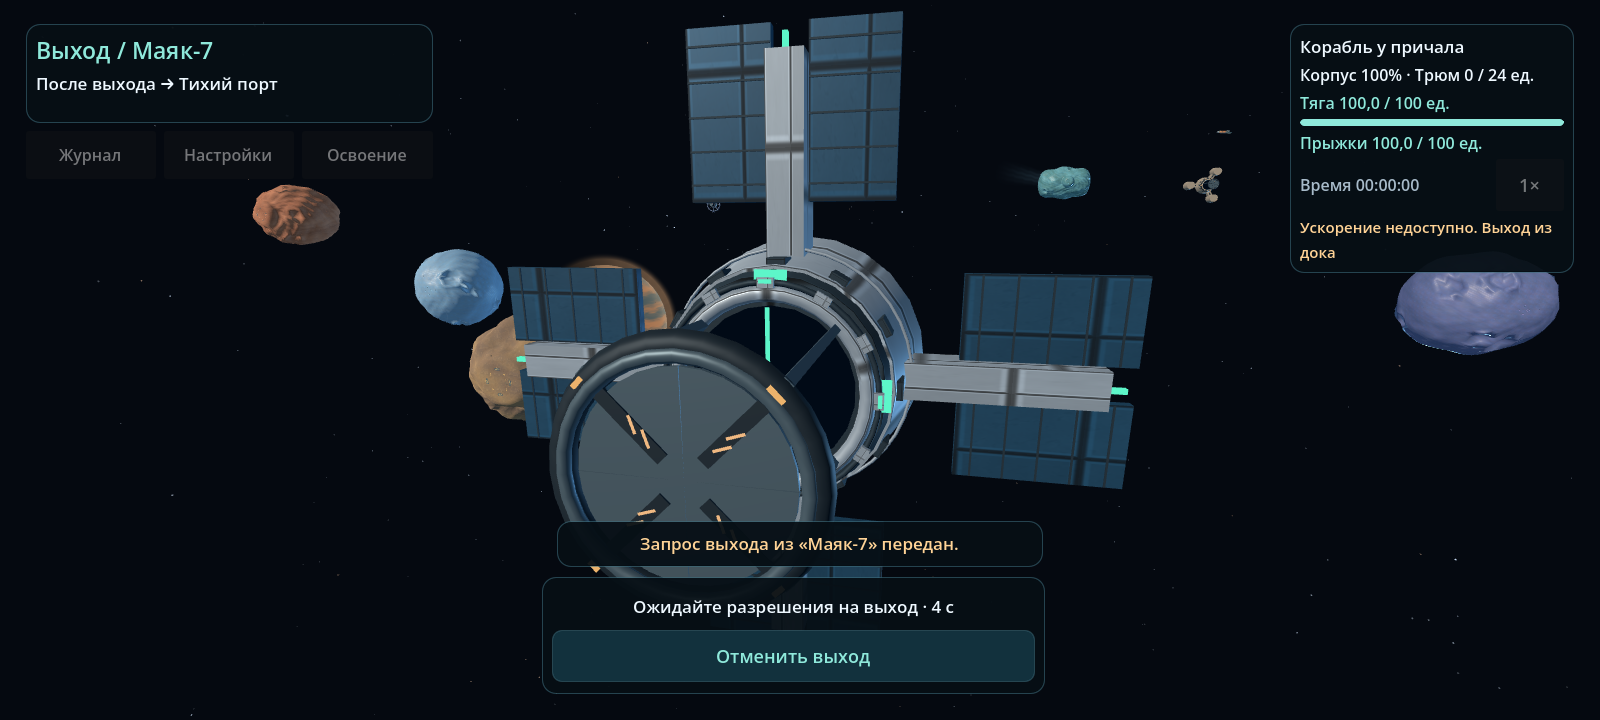 Выход / Маяк-7
После выхода → Тихий порт
Журнал
Настройки
Освоение
Корабль у причала
Корпус 100% · Трюм 0 / 24 ед.
Тяга 100,0 / 100 ед.
Прыжки 100,0 / 100 ед.
Время 00:00:00
1×
Ускорение недоступно. Выход из
дока
Запрос выхода из «Маяк-7» передан.
Ожидайте разрешения на выход · 4 с
Отменить выход